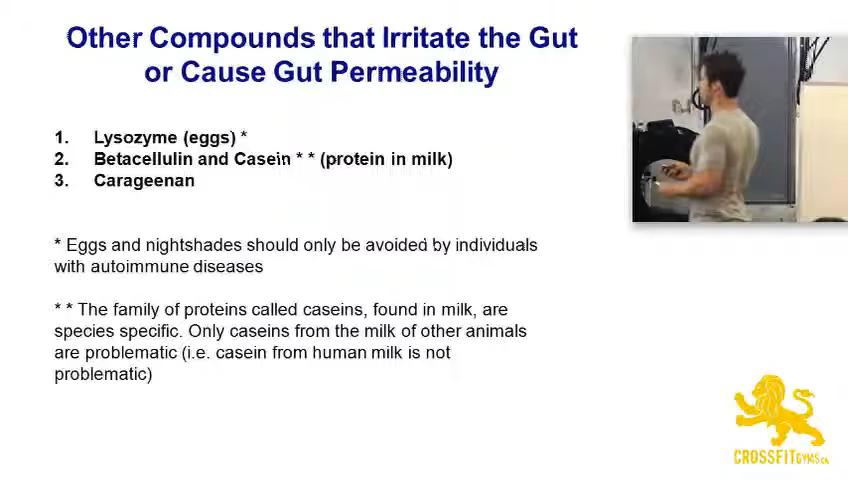 Other Compounds that Irritate the Gut
or Cause Gut Permeability
1. Lysozyme (eggs) *
2. Betacellulin and Casein * * (protein in milk)
3. Carageenan
* Eggs and nightshades should only be avoided by individuals
with autoimmune diseases
* * The family of proteins called caseins, found in milk, are
species specific. Only caseins from the milk of other animals
are problematic (i.e. casein from human milk is not
problematic)
CROSSFITGYMS.CA